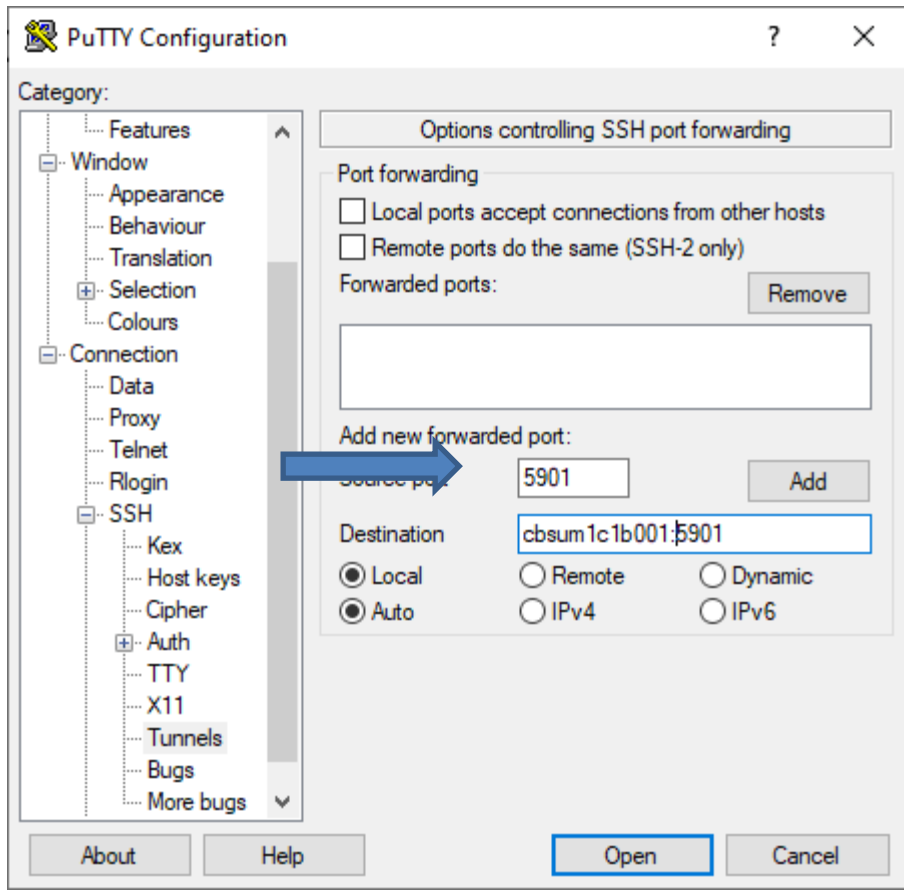 PuTTY Configuration
?
Category:
Features
Window
Appearance
Behaviour
Translation
Selection
Colours
Connection
Data
Proxy
Telnet
Rlogin
SSH
Kex
Host keys
Cipher
Auth
TTY
X11
Tunnels
Bugs
More bugs
Options controlling SSH port forwarding
Port forwarding
Local ports accept connections from other hosts
Remote ports do the same (SSH-2 only)
Forwarded ports:
Remove
Add new forwarded port:
Source port 5901 Add
Destination cbsum1c1b001:5901
Local Remote Dynamic
Auto IPv4 IPv6
About Help Open Cancel